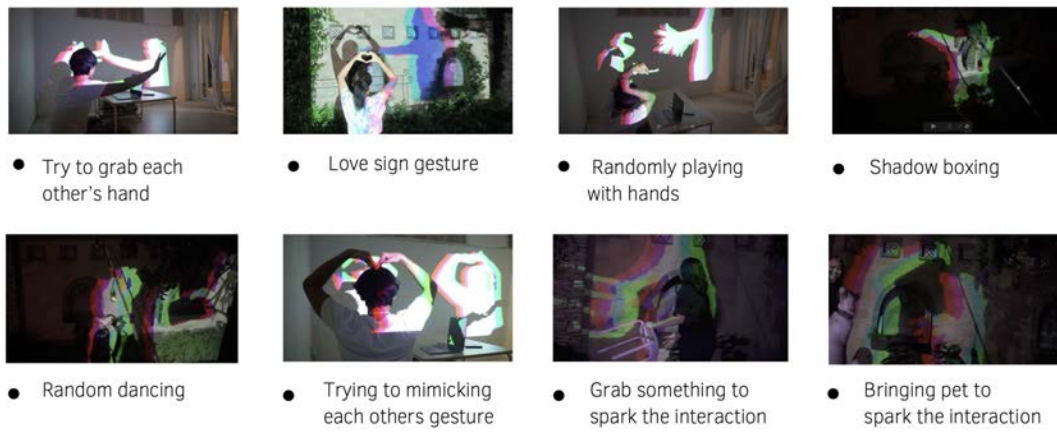 Try to grab each
other's hand
Love sign gesture
Randomly playing
with hands
Shadow boxing
Random dancing
Trying to mimicking
each others gesture
Grab something to
spark the interaction
Bringing pet to
spark the interaction